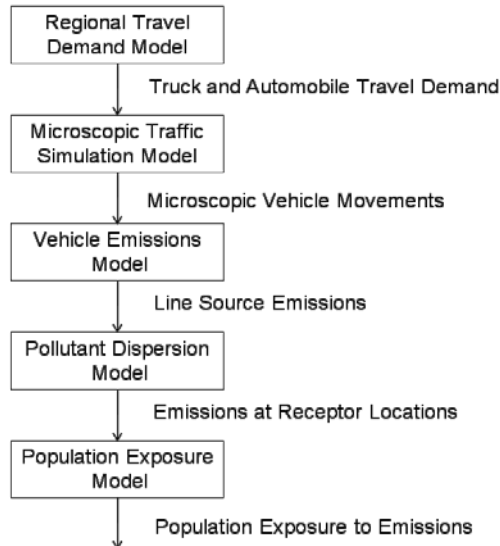 Regional Travel
Demand Model
Truck and Automobile Travel Demand
Microscopic Traffic
Simulation Model
Microscopic Vehicle Movements
Vehicle Emissions
Model
Line Source Emissions
Pollutant Dispersion
Model
Emissions at Receptor Locations
Population Exposure
Model
Population Exposure to Emissions